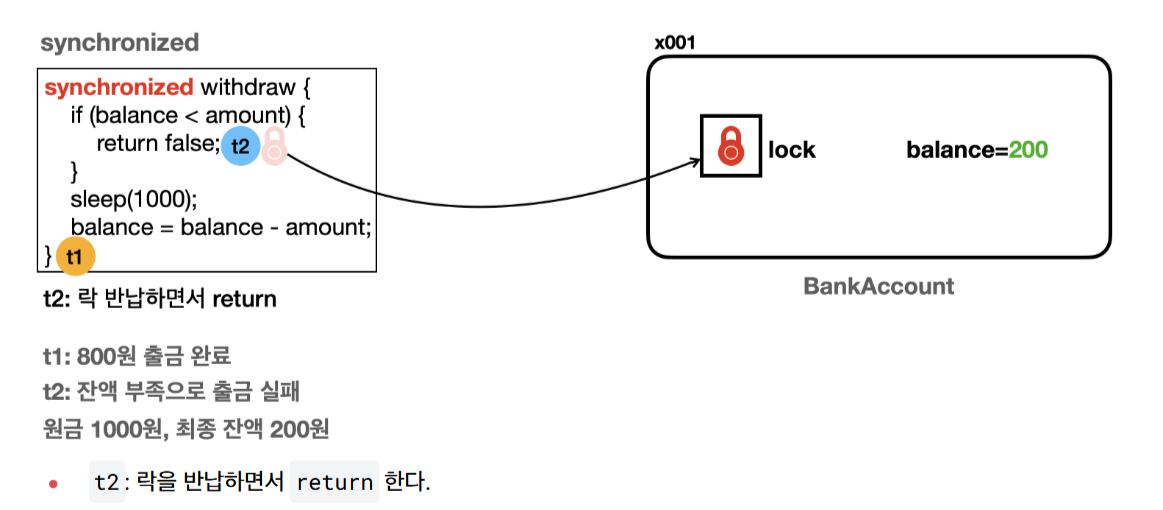 synchronized
x001
synchronized withdraw {
if (balance < amount) {
return false; t2
}
sleep(1000);
balance = balance - amount;
} t1
lock
balance=200
BankAccount
t2: 락 반납하면서 return
t1: 800원 출금 완료
t2: 잔액 부족으로 출금 실패
원금 1000원, 최종 잔액 200원
• t2 : 락을 반납하면서 return 한다.